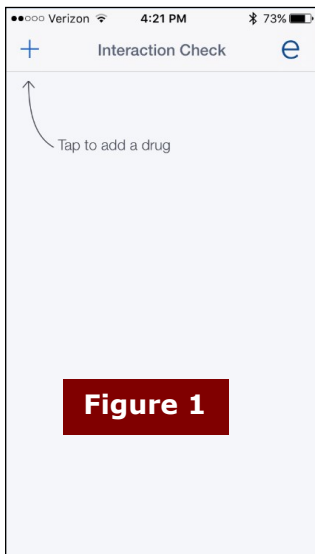 Verizon 4:21 PM 73%
+ Interaction Check e
Tap to add a drug
Figure 1